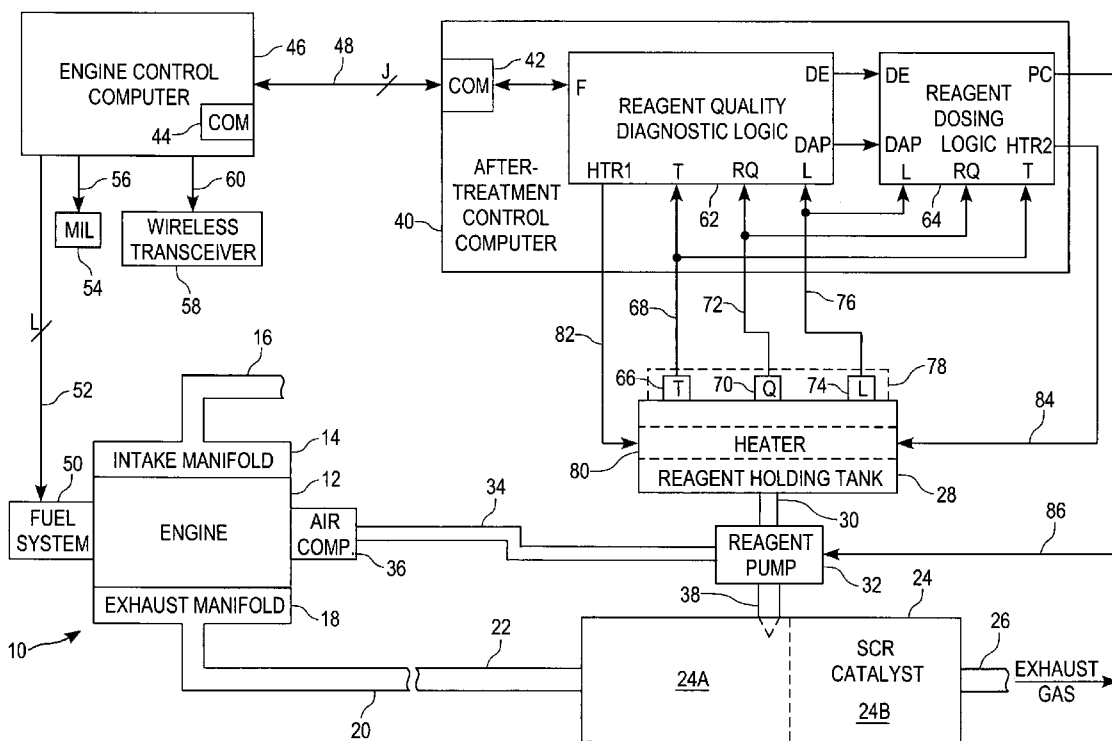 46
ENGINE CONTROL
COMPUTER
44
COM
48
J
42
COM
F
REAGENT QUALITY
DIAGNOSTIC LOGIC
DE
DAP
HTR1
T
RQ
L
62
DE
PC
REAGENT
DOSING
LOGIC
DAP
HTR2
L
RQ
T
64
AFTER-
TREATMENT
CONTROL
COMPUTER
40
56
60
MIL
54
WIRELESS
TRANSCEIVER
58
L
52
68
72
76
82
84
66
T
70
Q
74
L
78
HEATER
80
REAGENT HOLDING TANK
28
30
16
14
INTAKE MANIFOLD
12
50
FUEL
SYSTEM
ENGINE
AIR
COMP.
36
34
REAGENT
PUMP
32
86
EXHAUST MANIFOLD
18
10
38
24
22
20
24A
SCR
CATALYST
24B
26
EXHAUST
GAS